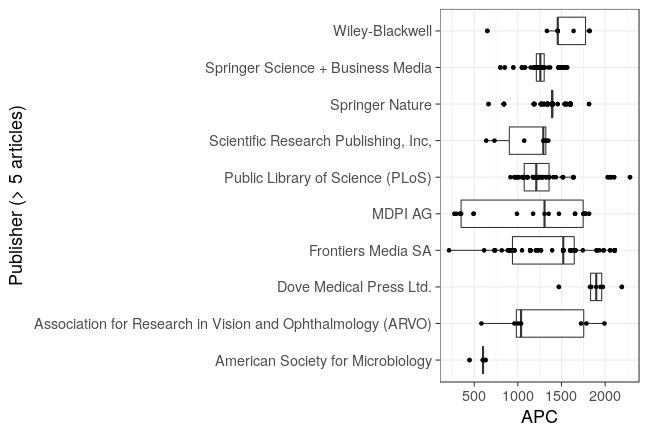 Publisher (> 5 articles)
Wiley-Blackwell
Springer Science + Business Media
Springer Nature
Scientific Research Publishing, Inc,
Public Library of Science (PLoS)
MDPI AG
Frontiers Media SA
Dove Medical Press Ltd.
Association for Research in Vision and Ophthalmology (ARVO)
American Society for Microbiology
500 1000 1500 2000
APC